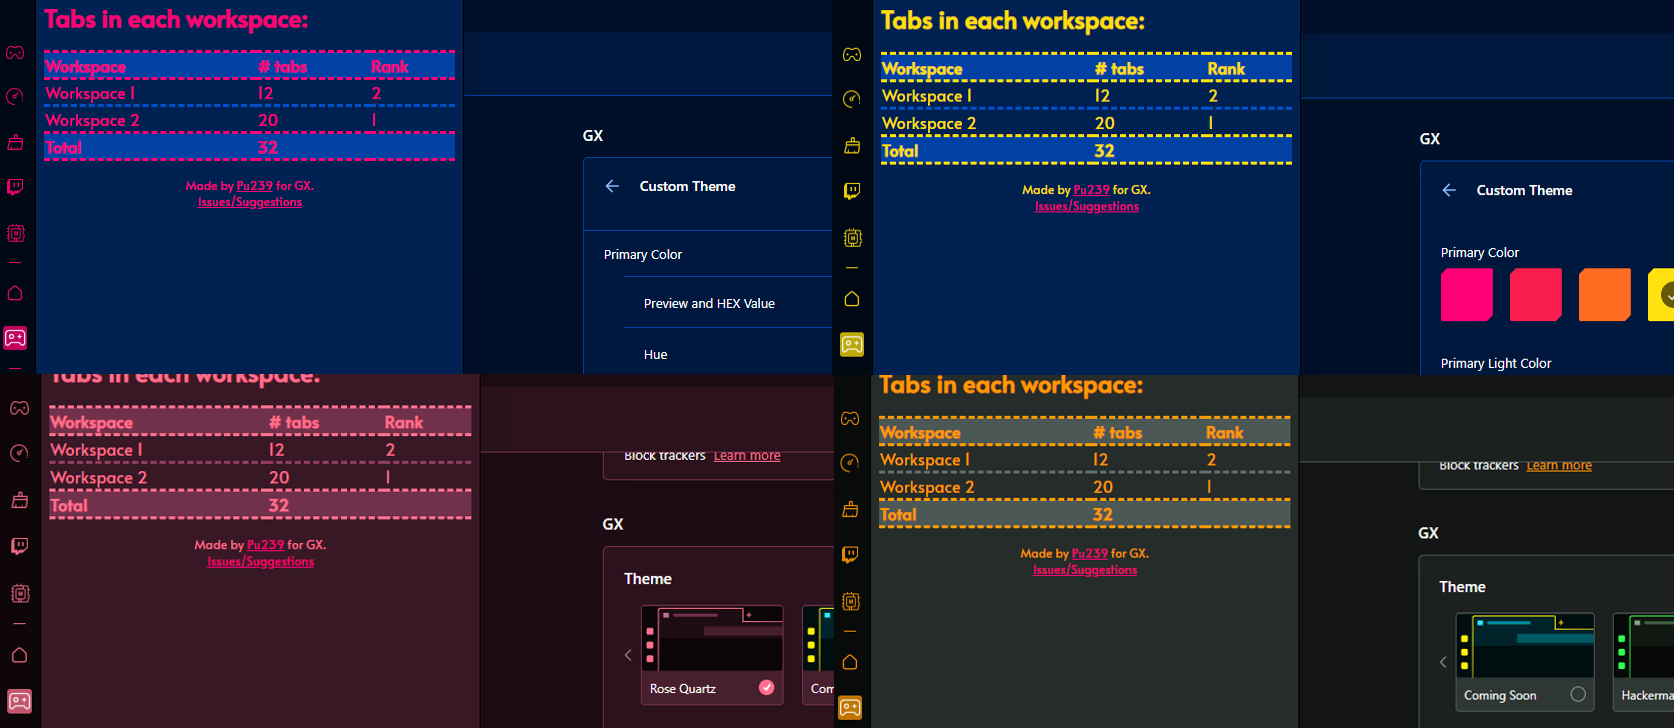 Tabs in each workspace:
Workspace # tabs Rank
Workspace 1 12 2
Workspace 2 20 1
Total 32
Made by Pu239 for GX.
Issues/Suggestions
GX
Custom Theme
Primary Color
Preview and HEX Value
Hue
Tabs in each workspace:
Workspace # tabs Rank
Workspace 1 12 2
Workspace 2 20 1
Total 32
Made by Pu239 for GX.
Issues/Suggestions
GX
Custom Theme
Primary Color
Primary Light Color
Tabs in each workspace:
Workspace # tabs Rank
Workspace 1 12 2
Workspace 2 20 1
Total 32
Made by Pu239 for GX.
Issues/Suggestions
Block trackers Learn more
GX
Theme
Rose Quartz
Com
Tabs in each workspace:
Workspace # tabs Rank
Workspace 1 12 2
Workspace 2 20 1
Total 32
Made by Pu239 for GX.
Issues/Suggestions
Block trackers Learn more
GX
Theme
Coming Soon
Hackerma